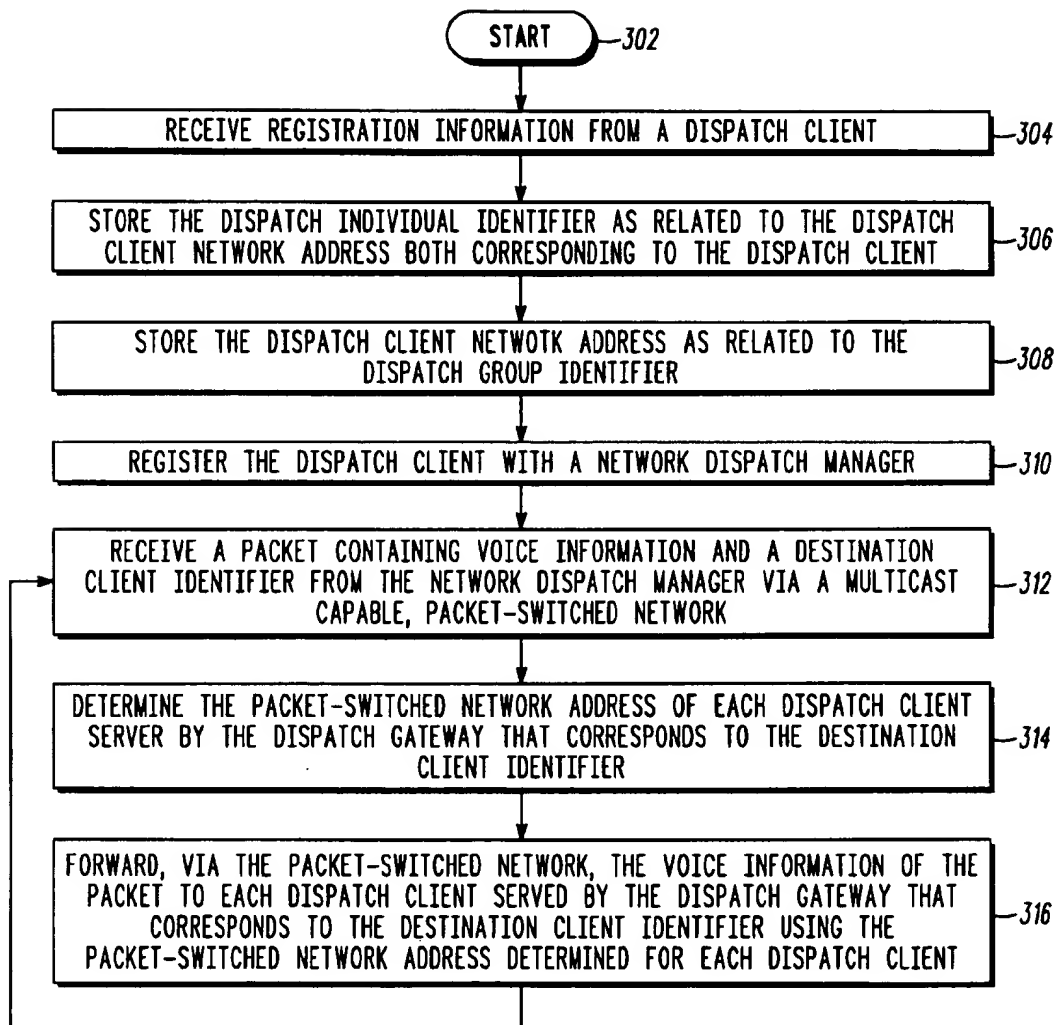 START
302
RECEIVE REGISTRATION INFORMATION FROM A DISPATCH CLIENT
304
STORE THE DISPATCH INDIVIDUAL IDENTIFIER AS RELATED TO THE DISPATCH
CLIENT NETWORK ADDRESS BOTH CORRESPONDING TO THE DISPATCH CLIENT
306
STORE THE DISPATCH CLIENT NETWOTK ADDRESS AS RELATED TO THE
DISPATCH GROUP IDENTIFIER
308
REGISTER THE DISPATCH CLIENT WITH A NETWORK DISPATCH MANAGER
310
RECEIVE A PACKET CONTAINING VOICE INFORMATION AND A DESTINATION
CLIENT IDENTIFIER FROM THE NETWORK DISPATCH MANAGER VIA A MULTICAST
CAPABLE, PACKET-SWITCHED NETWORK
312
DETERMINE THE PACKET-SWITCHED NETWORK ADDRESS OF EACH DISPATCH CLIENT
SERVER BY THE DISPATCH GATEWAY THAT CORRESPONDS TO THE DESTINATION
CLIENT IDENTIFIER
314
FORWARD, VIA THE PACKET-SWITCHED NETWORK, THE VOICE INFORMATION OF THE
PACKET TO EACH DISPATCH CLIENT SERVED BY THE DISPATCH GATEWAY THAT
CORRESPONDS TO THE DESTINATION CLIENT IDENTIFIER USING THE
PACKET-SWITCHED NETWORK ADDRESS DETERMINED FOR EACH DISPATCH CLIENT
316